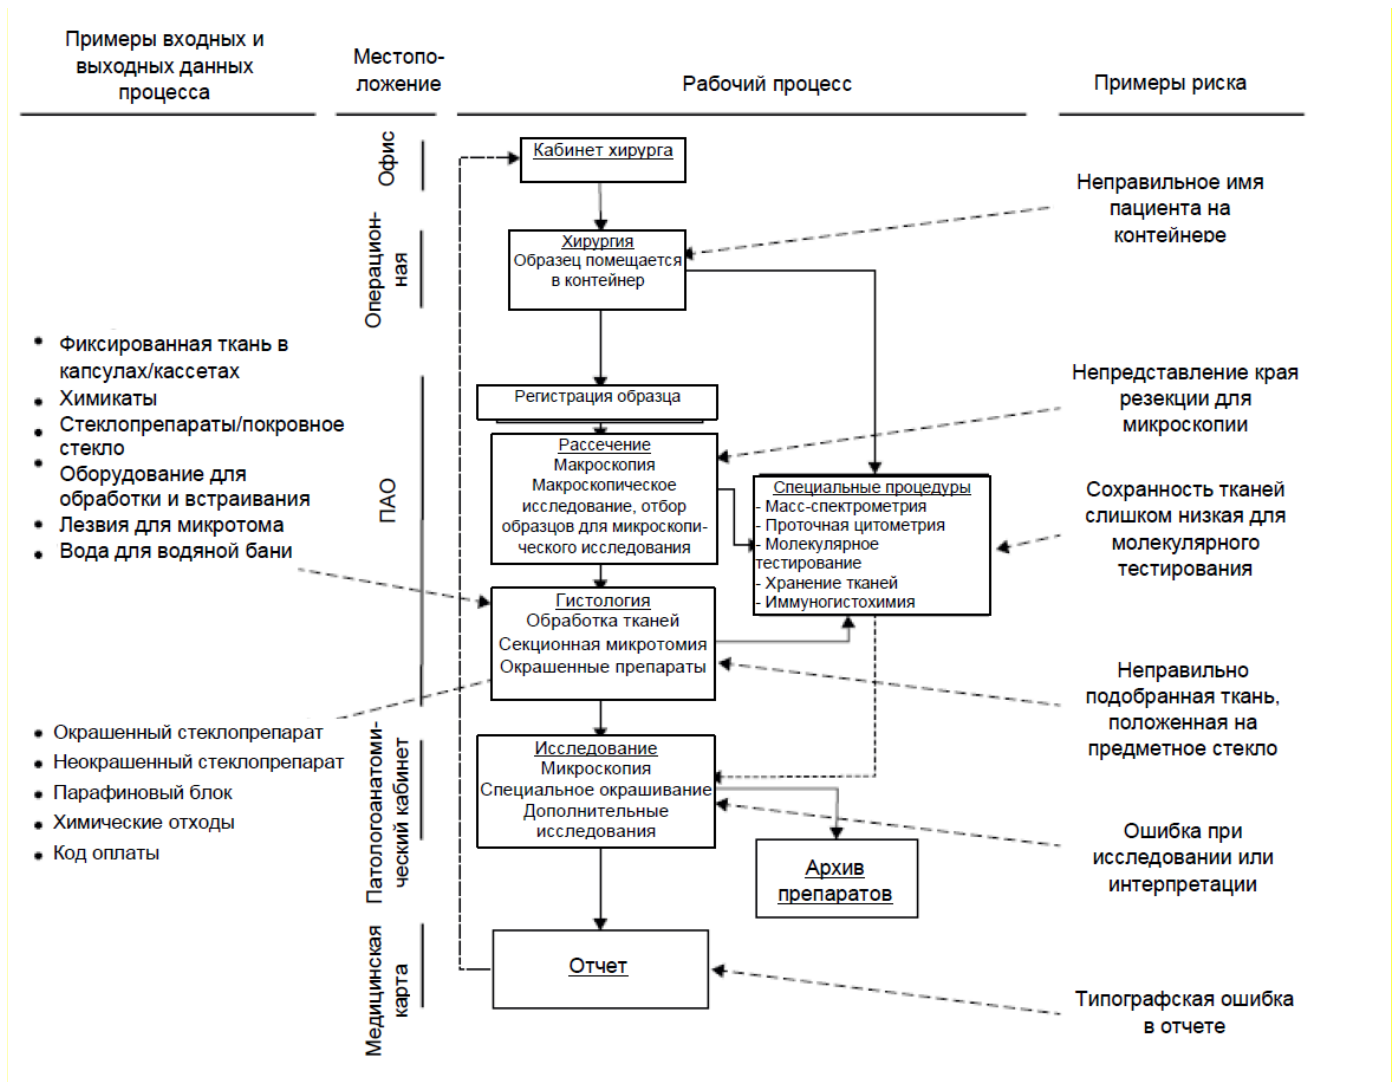 Примеры входных и
выходных данных
процесса
Местопо-
ложение
Рабочий процесс
Примеры риска
Офис
Кабинет хирурга
Неправильное имя
пациента на
контейнере
Операцион-
ная
Хирургия
Образец помещается
в контейнер
Фиксированная ткань в
капсулах/кассетах
Химикаты
Стеклопрепараты/покровное
стекло
Оборудование для
обработки и встраивания
Лезвия для микротома
Вода для водяной бани
ПАО
Регистрация образца
Рассечение
Макроскопия
Макроскопическое
исследование, отбор
образцов для микроскопи-
ческого исследования
Непредставление края
резекции для
микроскопии
Специальные процедуры
- Масс-спектрометрия
- Проточная цитометрия
- Молекулярное
тестирование
- Хранение тканей
- Иммуногистохимия
Сохранность тканей
слишком низкая для
молекулярного
тестирования
Гистология
Обработка тканей
Секционная микротомия
Окрашенные препараты
Неправильно
подобранная ткань,
положенная на
предметное стекло
Окрашенный стеклопрепарат
Неокрашенный стеклопрепарат
Парафиновый блок
Химические отходы
Код оплаты
Патологоанатоми-
ческий кабинет
Исследование
Микроскопия
Специальное окрашивание
Дополнительные
исследования
Архив
препаратов
Ошибка при
исследовании или
интерпретации
Медицинская
карта
Отчет
Типографская ошибка
в отчете